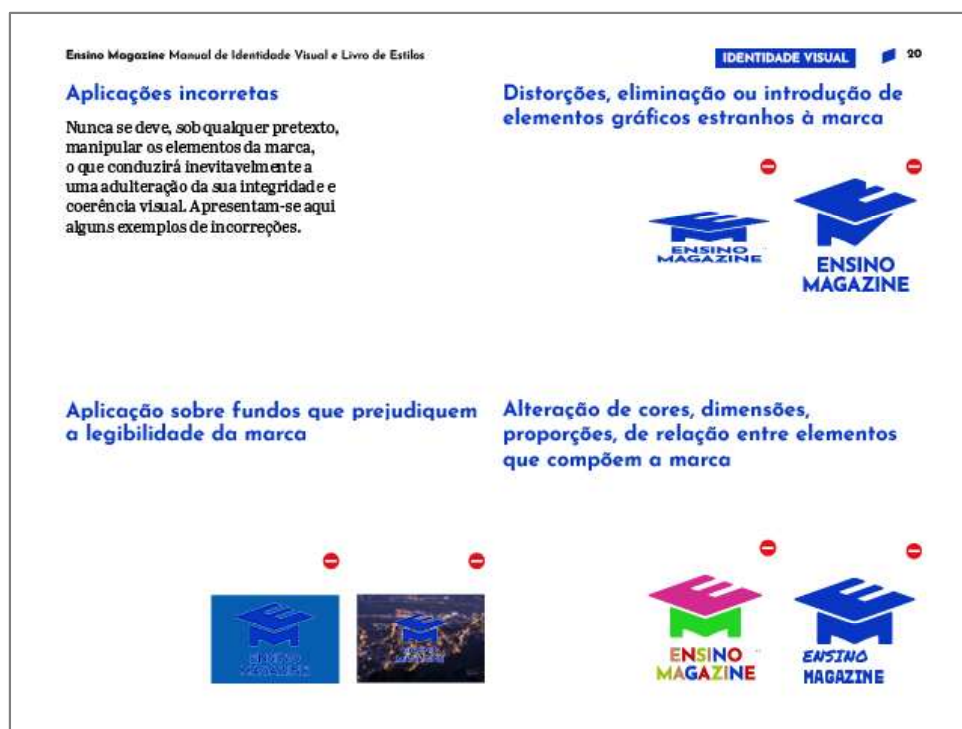 Ensino Magazine Manual de Identidade Visual e Livro de Estilos
IDENTIDADE VISUAL
20
Aplicações incorretas
Nunca se deve, sob qualquer pretexto,
manipular os elementos da marca,
o que conduzirá inevitavelmente a
uma adulteração da sua integridade e
coerência visual. Apresentam-se aqui
alguns exemplos de incorreções.
Distorções, eliminação ou introdução de
elementos gráficos estranhos à marca
ENSINO
MAGAZINE
ENSINO
MAGAZINE
Aplicação sobre fundos que prejudiquem
a legibilidade da marca
ENSINO
MAGAZINE
ENSINO
MAGAZINE
Alteração de cores, dimensões,
proporções, de relação entre elementos
que compõem a marca
ENSINO
MAGAZINE
ENSINO
MAGAZINE